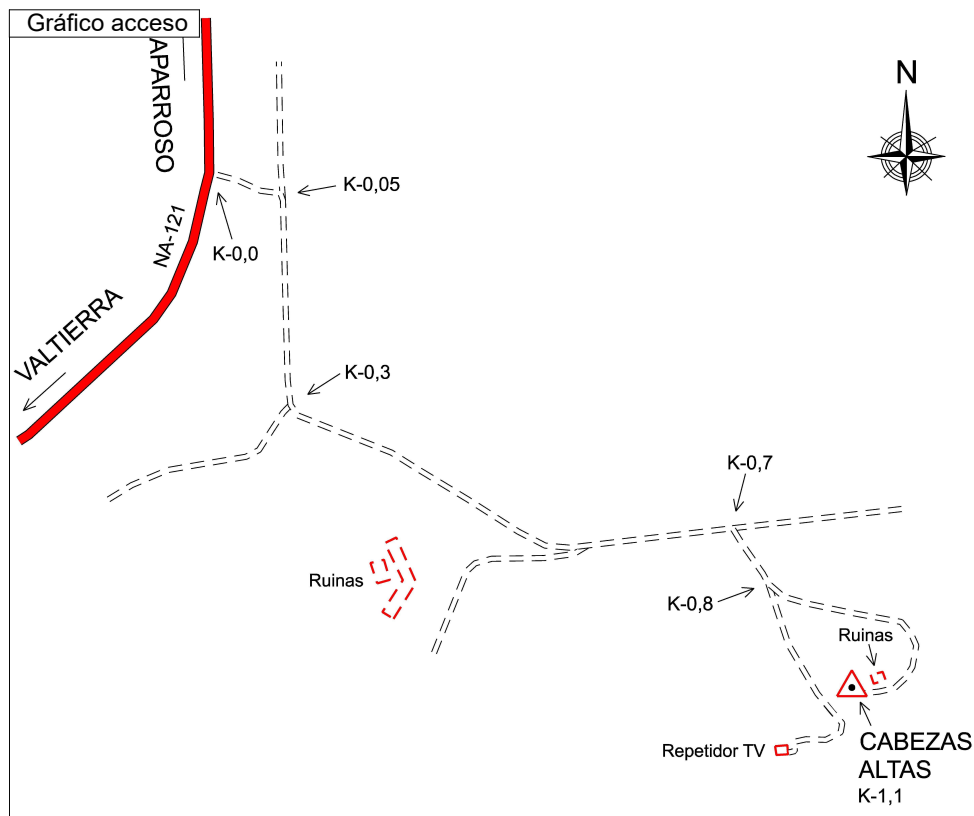 Gráfico acceso
APARROSO
N
K-0,05
NA-121
K-0,0
VALTIERRA
K-0,3
K-0,7
Ruinas
K-0,8
Ruinas
Repetidor TV
CABEZAS
ALTAS
K-1,1